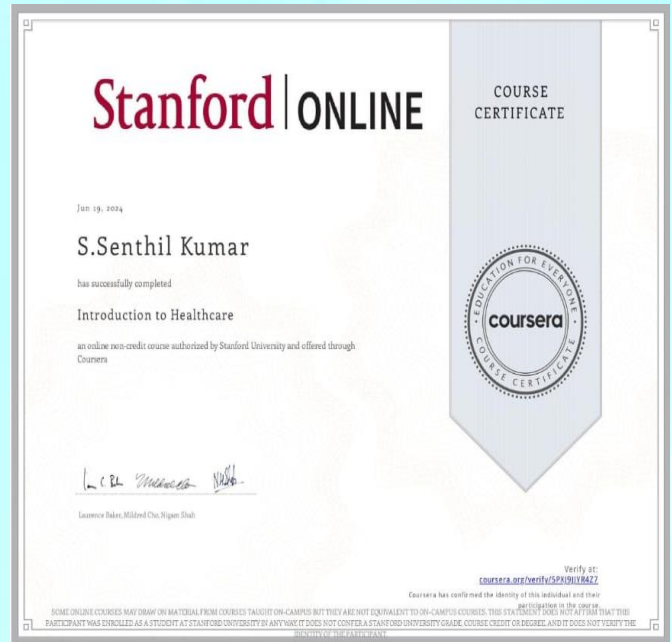 Stanford | ONLINE
COURSE
CERTIFICATE
Jun 19, 2024
S.Senthil Kumar
has successfully completed
Introduction to Healthcare
an online non-credit course authorized by Stanford University and offered through
Coursera
EDUCATION FOR EVERYONE
coursera
COURSE CERTIFICATE
Laurence Baker, Mildred Cho, Nigam Shah
Verify at:
coursera.org/verify/5PXJ9JJYR4Z7
Coursera has confirmed the identity of this individual and their
participation in the course.
SOME ONLINE COURSES MAY DRAW ON MATERIAL FROM COURSES TAUGHT ON-CAMPUS BUT THEY ARE NOT EQUIVALENT TO ON-CAMPUS COURSES. THIS STATEMENT DOES NOT AFFIRM THAT THIS
PARTICIPANT WAS ENROLLED AS A STUDENT AT STANFORD UNIVERSITY IN ANY WAY. IT DOES NOT CONFER A STANFORD UNIVERSITY GRADE, COURSE CREDIT OR DEGREE, AND IT DOES NOT VERIFY THE
IDENTITY OF THE PARTICIPANT.